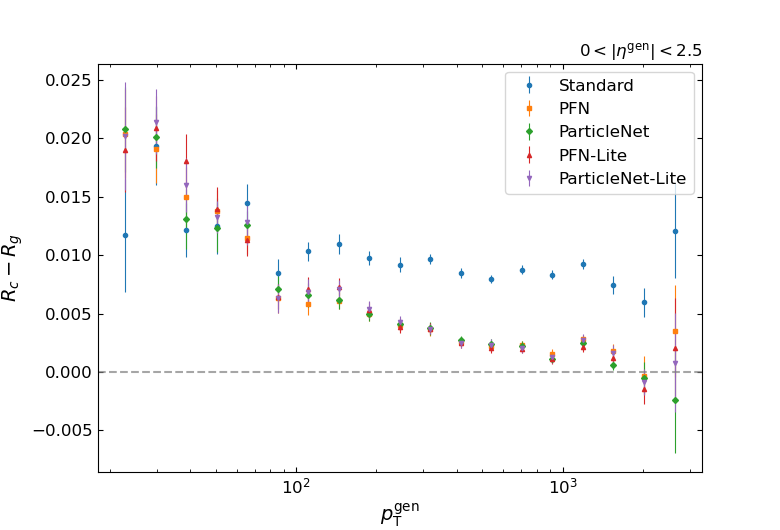 0 < |η^gen| < 2.5
0.025
0.020
0.015
0.010
0.005
0.000
−0.005
R_c − R_g
Standard
PFN
ParticleNet
PFN-Lite
ParticleNet-Lite
10^2
10^3
p_T^gen